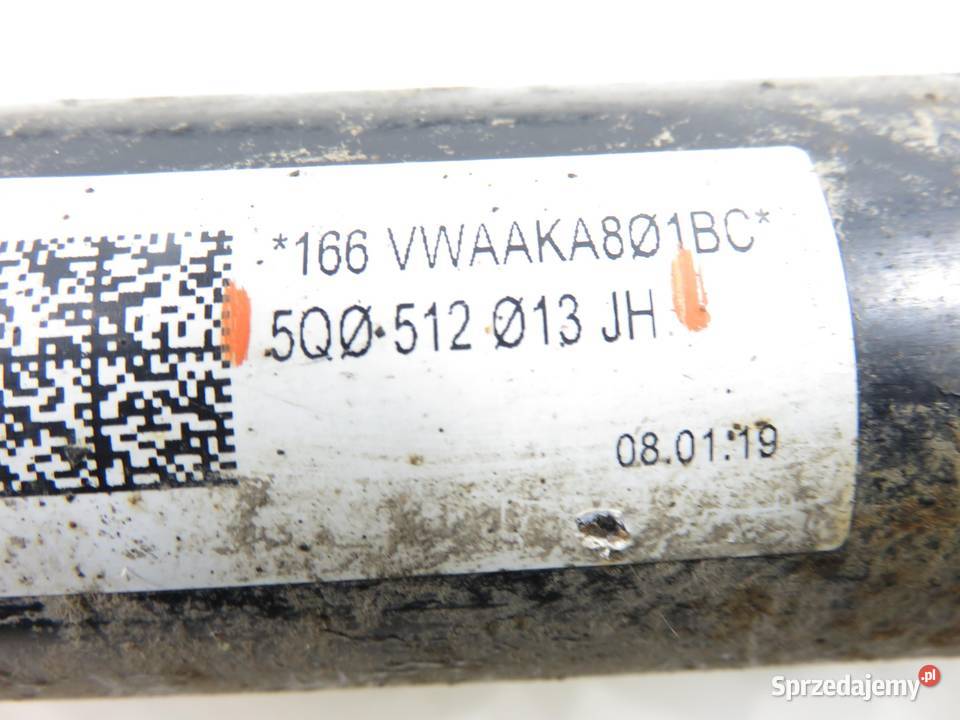 *166 VWAAKA8Ø1BC*
5QØ 512 Ø13 JH
08.01.19
Sprzedajemy.pl